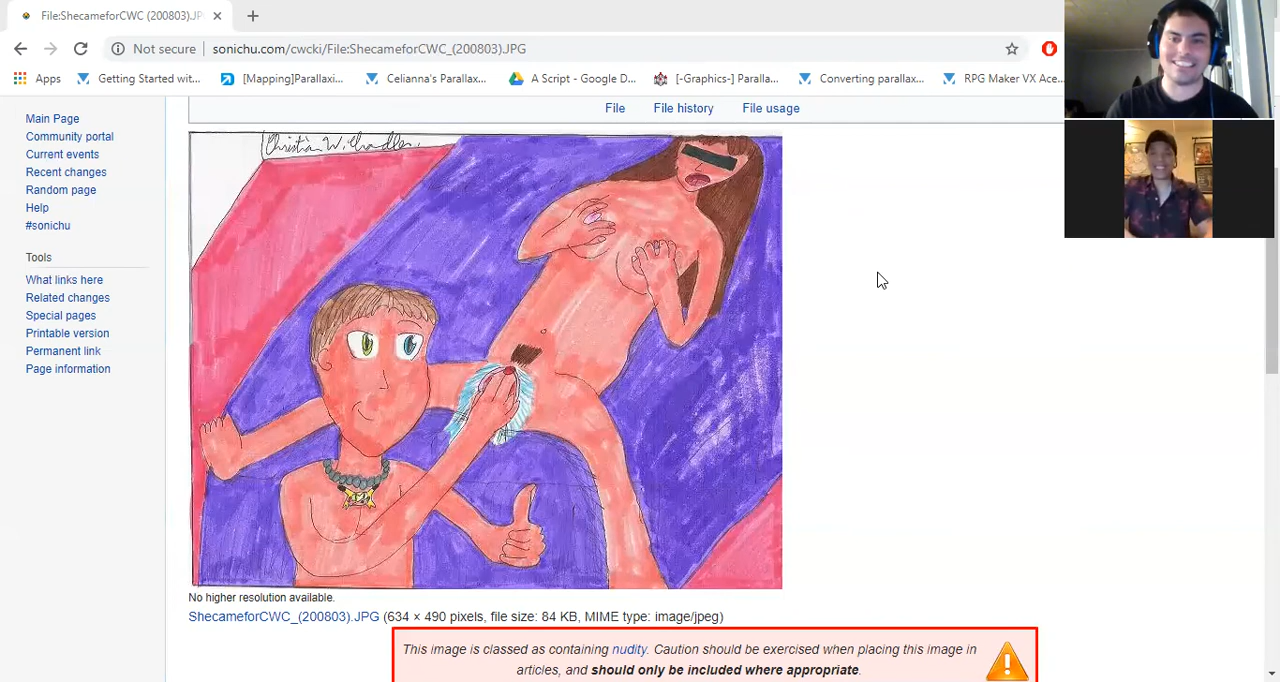 File:ShecameforCWC (200803).JP
Not secure
sonichu.com/cwcki/File:ShecameforCWC_(200803).JPG
Apps
Getting Started wit...
[Mapping]Parallaxi...
Celianna's Parallax...
A Script - Google D...
[-Graphics-] Paralla...
Converting parallax...
RPG Maker VX Ace...
File
File history
File usage
Main Page
Community portal
Current events
Recent changes
Random page
Help
#sonichu
Tools
What links here
Related changes
Special pages
Printable version
Permanent link
Page information
Christian W. Chandler.
No higher resolution available.
ShecameforCWC_(200803).JPG (634 × 490 pixels, file size: 84 KB, MIME type: image/jpeg)
This image is classed as containing nudity. Caution should be exercised when placing this image in
articles, and should only be included where appropriate.